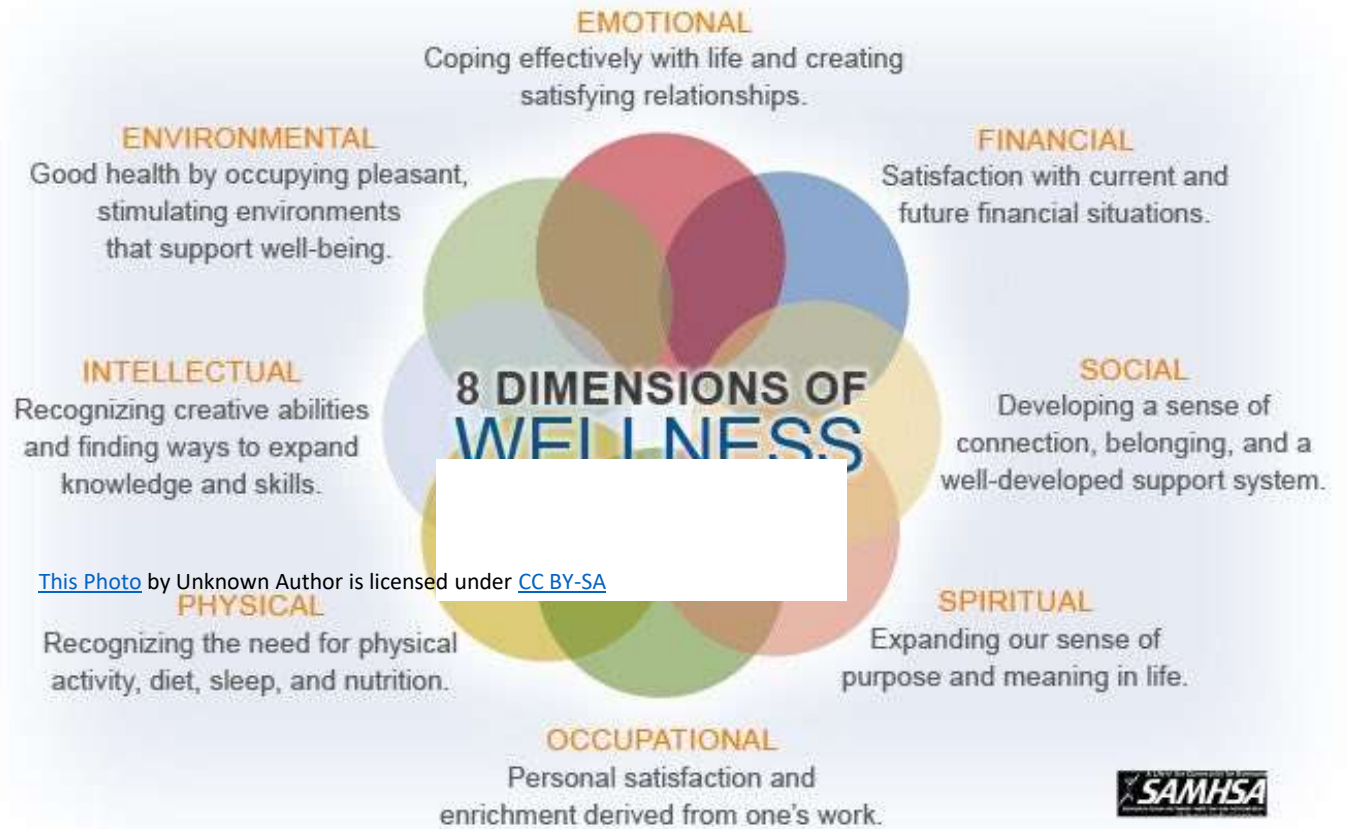 EMOTIONAL
Coping effectively with life and creating
satisfying relationships.
ENVIRONMENTAL
Good health by occupying pleasant,
stimulating environments
that support well-being.
FINANCIAL
Satisfaction with current and
future financial situations.
INTELLECTUAL
Recognizing creative abilities
and finding ways to expand
knowledge and skills.
8 DIMENSIONS OF
WELLNESS
SOCIAL
Developing a sense of
connection, belonging, and a
well-developed support system.
This Photo by Unknown Author is licensed under CC BY-SA
PHYSICAL
Recognizing the need for physical
activity, diet, sleep, and nutrition.
SPIRITUAL
Expanding our sense of
purpose and meaning in life.
OCCUPATIONAL
Personal satisfaction and
enrichment derived from one's work.
SAMHSA